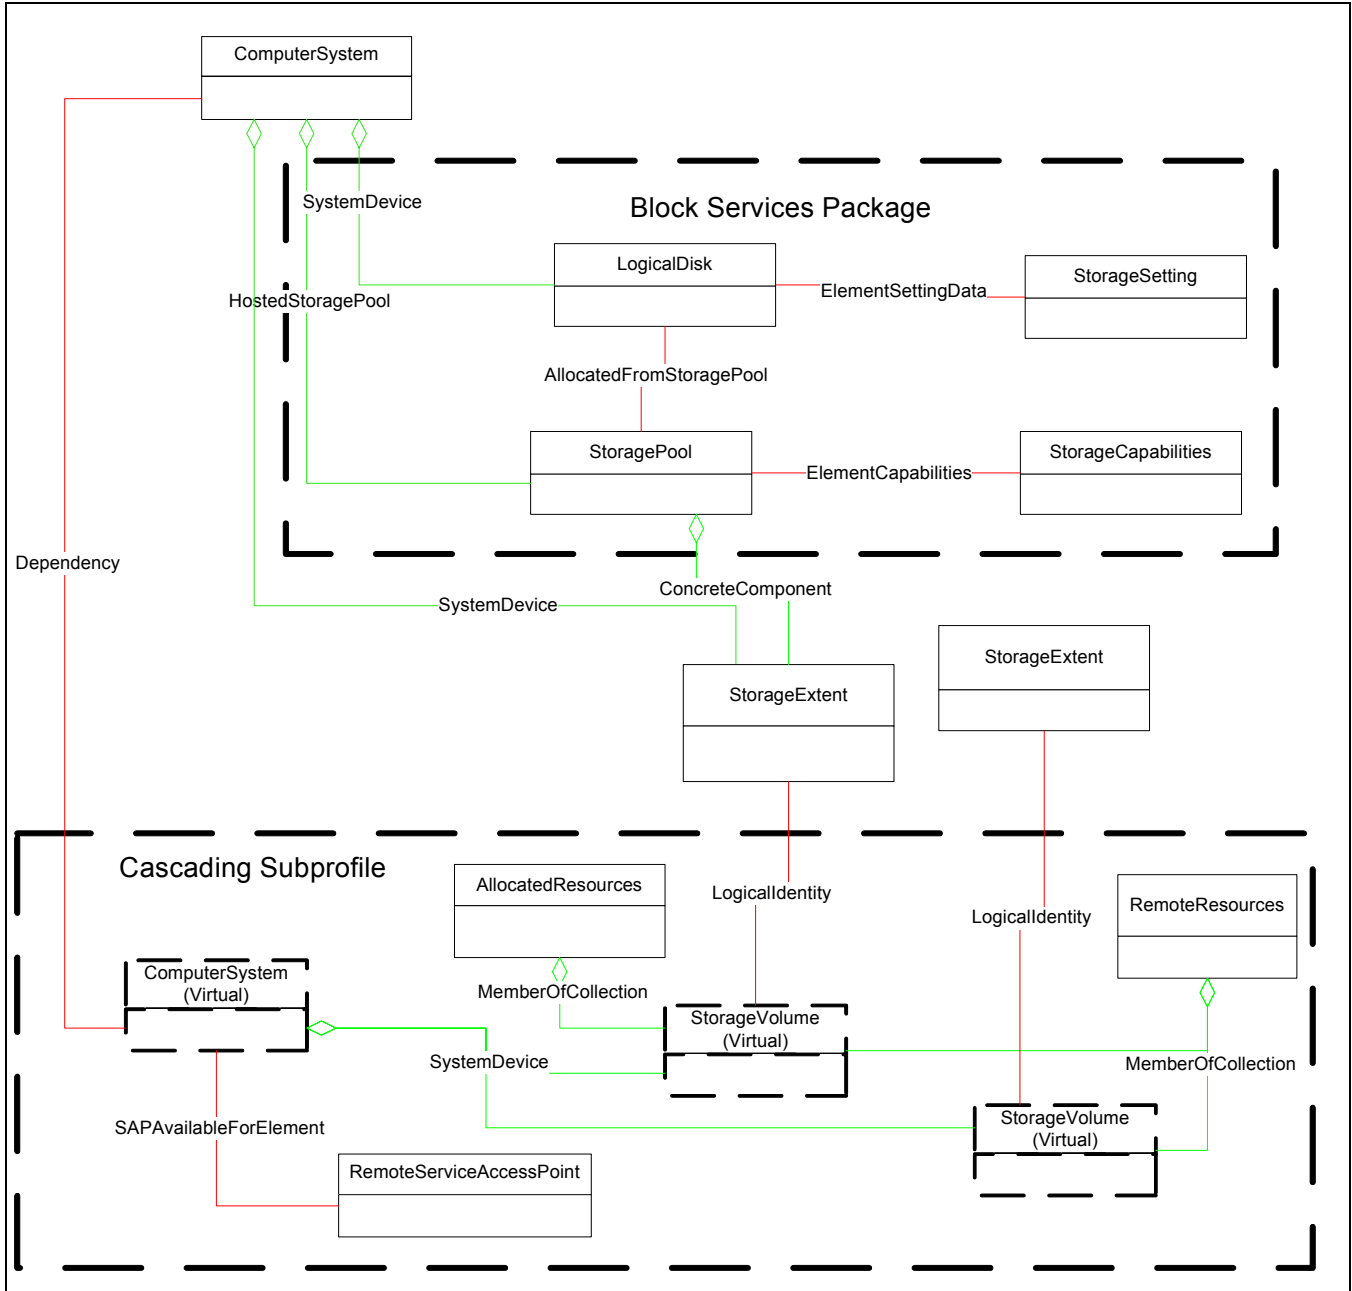 ComputerSystem
SystemDevice
Block Services Package
LogicalDisk
StorageSetting
HostedStoragePool
ElementSettingData
AllocatedFromStoragePool
StoragePool
StorageCapabilities
ElementCapabilities
Dependency
ConcreteComponent
SystemDevice
StorageExtent
StorageExtent
Cascading Subprofile
AllocatedResources
LogicalIdentity
RemoteResources
LogicalIdentity
ComputerSystem
(Virtual)
MemberOfCollection
StorageVolume
(Virtual)
SystemDevice
MemberOfCollection
StorageVolume
(Virtual)
SAPAvailableForElement
RemoteServiceAccessPoint